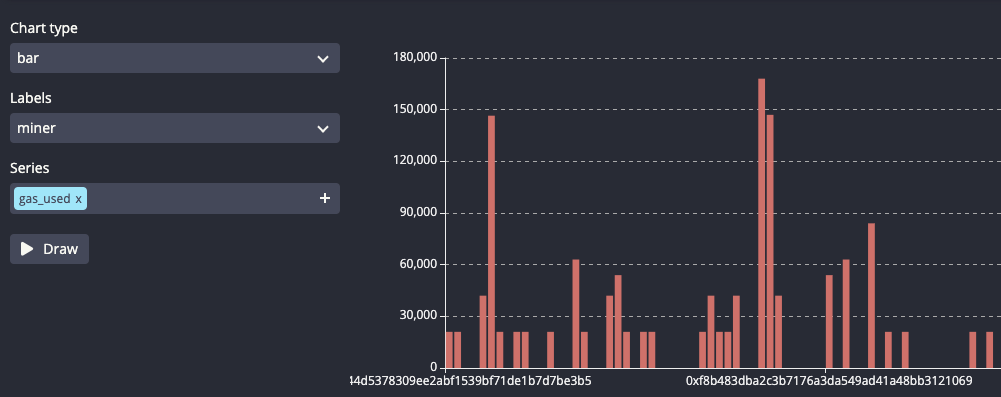 Chart type
bar
Labels
miner
Series
gas_used x
+
Draw
180,000
150,000
120,000
90,000
60,000
30,000
0
44d5378309ee2abf1539bf71de1b7d7be3b5
0xf8b483dba2c3b7176a3da549ad41a48bb3121069